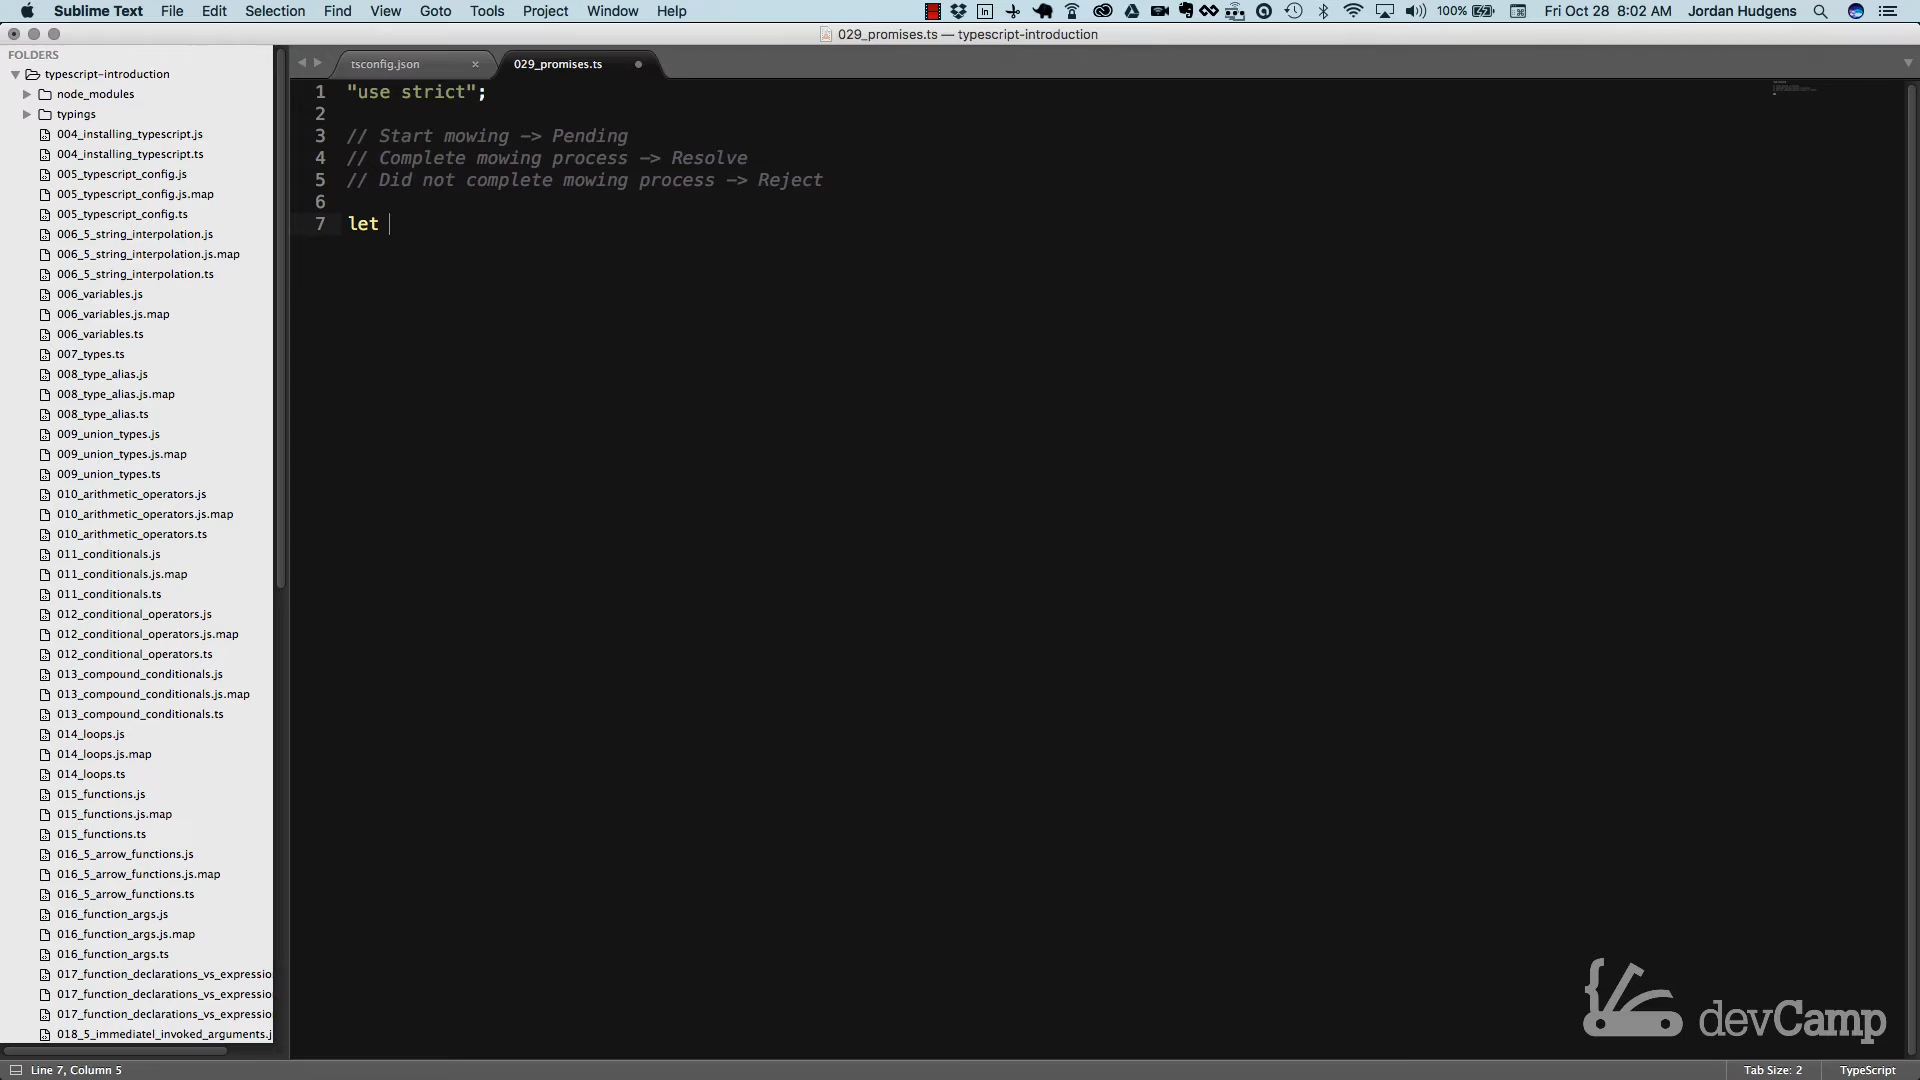 Sublime Text File Edit Selection Find View Goto Tools Project Window Help 100% Fri Oct 28 8:02 AM Jordan Hudgens
029_promises.ts — typescript-introduction
FOLDERS
typescript-introduction
node_modules
typings
004_installing_typescript.js
004_installing_typescript.ts
005_typescript_config.js
005_typescript_config.js.map
005_typescript_config.ts
006_5_string_interpolation.js
006_5_string_interpolation.js.map
006_5_string_interpolation.ts
006_variables.js
006_variables.js.map
006_variables.ts
007_types.ts
008_type_alias.js
008_type_alias.js.map
008_type_alias.ts
009_union_types.js
009_union_types.js.map
009_union_types.ts
010_arithmetic_operators.js
010_arithmetic_operators.js.map
010_arithmetic_operators.ts
011_conditionals.js
011_conditionals.js.map
011_conditionals.ts
012_conditional_operators.js
012_conditional_operators.js.map
012_conditional_operators.ts
013_compound_conditionals.js
013_compound_conditionals.js.map
013_compound_conditionals.ts
014_loops.js
014_loops.js.map
014_loops.ts
015_functions.js
015_functions.js.map
015_functions.ts
016_5_arrow_functions.js
016_5_arrow_functions.js.map
016_5_arrow_functions.ts
016_function_args.js
016_function_args.js.map
016_function_args.ts
017_function_declarations_vs_expressio
017_function_declarations_vs_expressio
017_function_declarations_vs_expressio
018_5_immediatel_invoked_arguments.j
tsconfig.json 029_promises.ts
1 "use strict";
2
3 // Start mowing -> Pending
4 // Complete mowing process -> Resolve
5 // Did not complete mowing process -> Reject
6
7 let
devCamp
Line 7, Column 5 Tab Size: 2 TypeScript